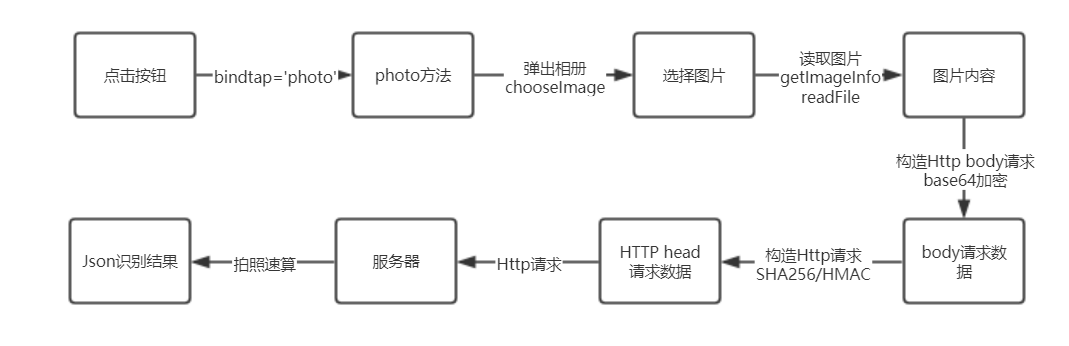 点击按钮
bindtap='photo'
photo方法
弹出相册
chooseImage
选择图片
读取图片
getImageInfo
readFile
图片内容
构造Http body请求
base64加密
body请求数
据
构造Http请求
SHA256/HMAC
HTTP head
请求数据
Http请求
服务器
拍照速算
Json识别结果